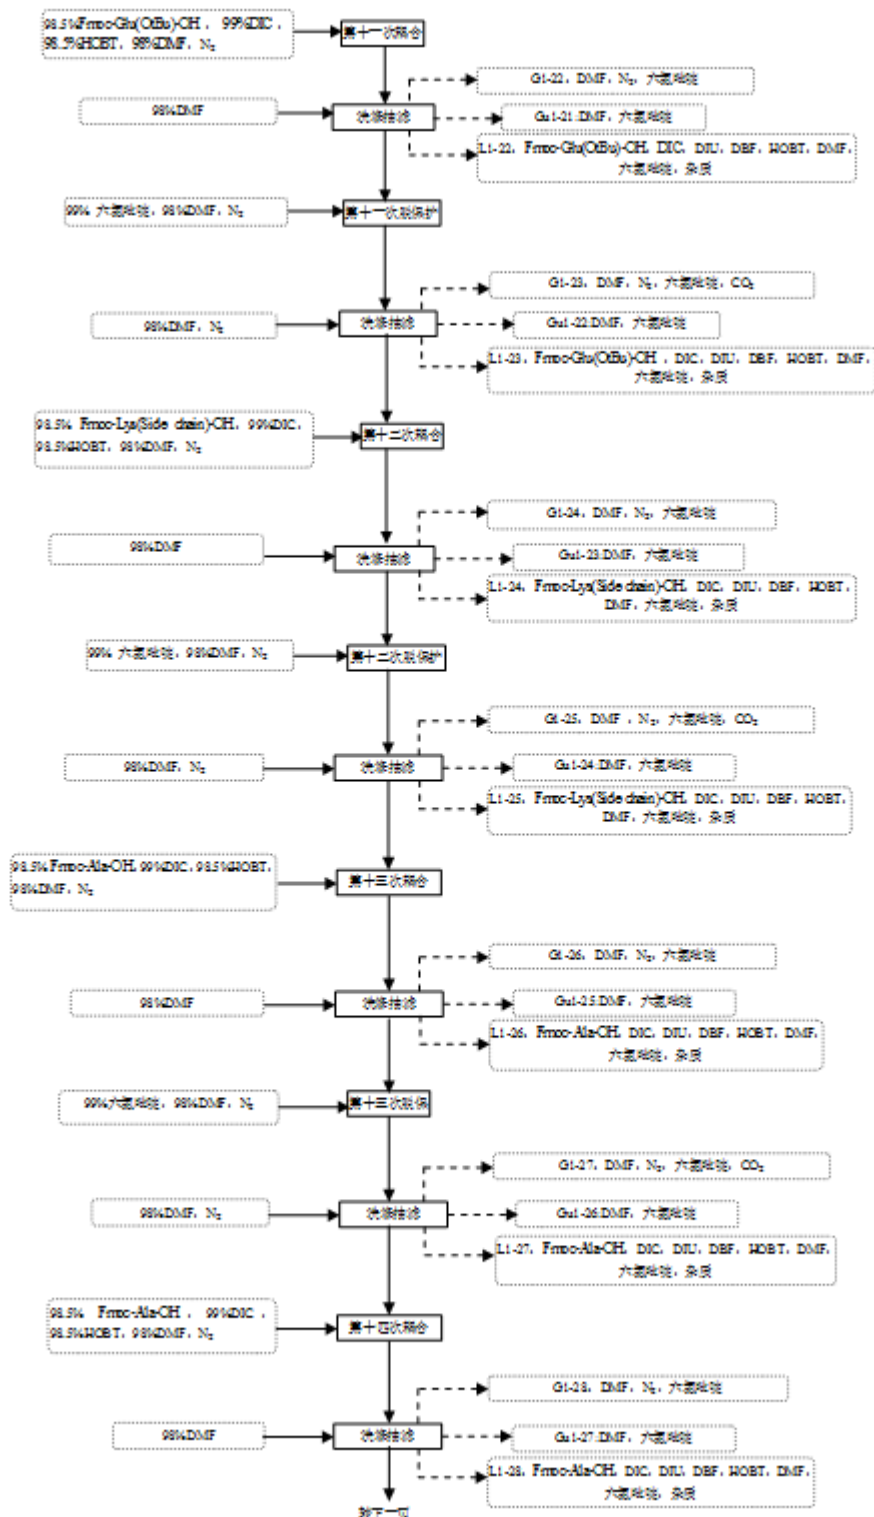 98.5%Fmoc-Glu(OtBu)-OH，99%DIC，
98.5%HOBT，98%DMF，N₂
第十一次耦合
G1-22，DMF，N₂，六氢吡啶
98%DMF
洗涤抽滤
Gu1-21:DMF，六氢吡啶
L1-22，Fmoc-Glu(OtBu)-OH，DIC，DIU，DBF，HOBT，DMF，
六氢吡啶，杂质
99% 六氢吡啶，98%DMF，N₂
第十一次脱保护
G1-23，DMF，N₂，六氢吡啶，CO₂
98%DMF，N₂
洗涤抽滤
Gu1-22:DMF，六氢吡啶
L1-23，Fmoc-Glu(OtBu)-OH，DIC，DIU，DBF，HOBT，DMF，
六氢吡啶，杂质
98.5% Fmoc-Lys(Side chain)-OH，99%DIC，
98.5%HOBT，98%DMF，N₂
第十二次耦合
G1-24，DMF，N₂，六氢吡啶
98%DMF
洗涤抽滤
Gu1-23:DMF，六氢吡啶
L1-24，Fmoc-Lys(Side chain)-OH，DIC，DIU，DBF，HOBT，
DMF，六氢吡啶，杂质
99% 六氢吡啶，98%DMF，N₂
第十二次脱保护
G1-25，DMF，N₂，六氢吡啶，CO₂
98%DMF，N₂
洗涤抽滤
Gu1-24:DMF，六氢吡啶
L1-25，Fmoc-Lys(Side chain)-OH，DIC，DIU，DBF，HOBT，
DMF，六氢吡啶，杂质
98.5%Fmoc-Ala-OH，99%DIC，98.5%HOBT，
98%DMF，N₂
第十三次耦合
G1-26，DMF，N₂，六氢吡啶
98%DMF
洗涤抽滤
Gu1-25:DMF，六氢吡啶
L1-26，Fmoc-Ala-OH，DIC，DIU，DBF，HOBT，DMF，
六氢吡啶，杂质
99%六氢吡啶，98%DMF，N₂
第十三次脱保
G1-27，DMF，N₂，六氢吡啶，CO₂
98%DMF，N₂
洗涤抽滤
Gu1-26:DMF，六氢吡啶
L1-27，Fmoc-Ala-OH，DIC，DIU，DBF，HOBT，DMF，
六氢吡啶，杂质
98.5% Fmoc-Ala-OH，99%DIC，
98.5%HOBT，98%DMF，N₂
第十四次耦合
G1-28，DMF，N₂，六氢吡啶
98%DMF
洗涤抽滤
Gu1-27:DMF，六氢吡啶
L1-28，Fmoc-Ala-OH，DIC，DIU，DBF，HOBT，DMF，
六氢吡啶，杂质
转下一页